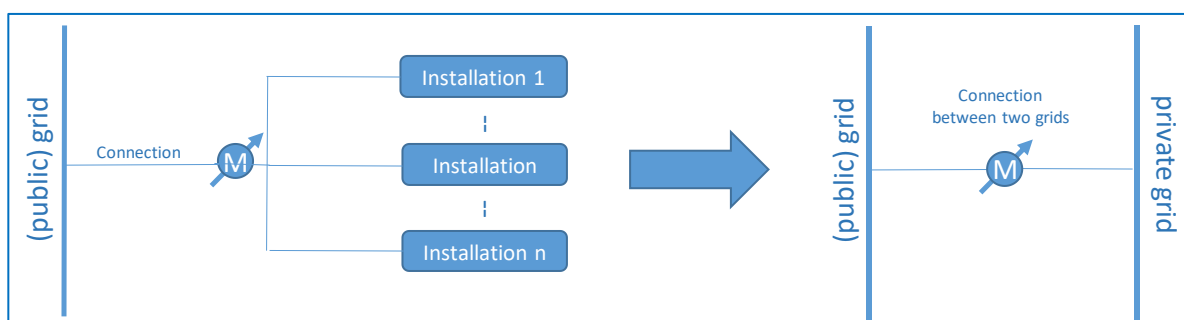 (public) grid
Connection
M
Installation 1
Installation
Installation n
(public) grid
Connection
between two grids
M
private grid